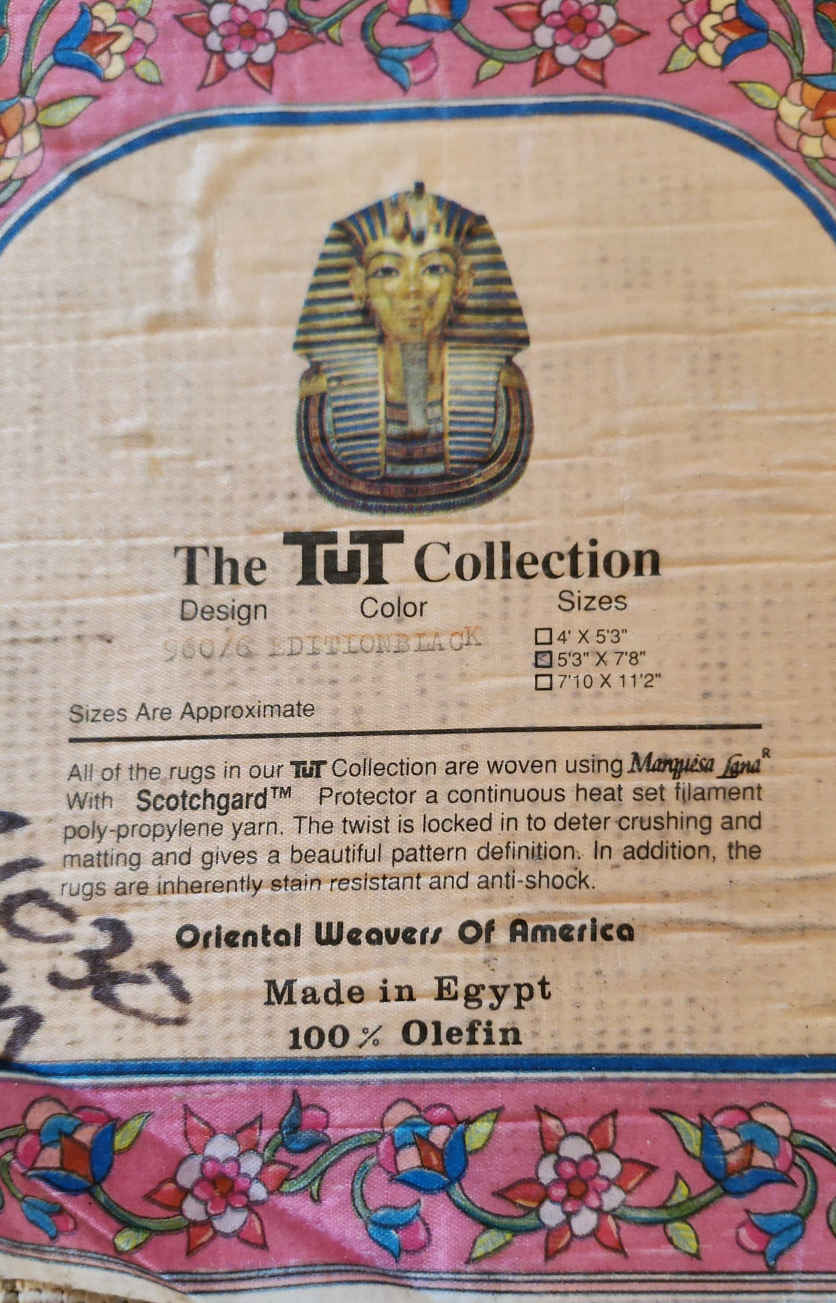 The TuT Collection
Design Color Sizes
960/6 EDITIONBLACK
4' X 5'3"
5'3" X 7'8"
7'10 X 11'2"
Sizes Are Approximate
All of the rugs in our TuT Collection are woven using Marquesa Lana R
With Scotchgard™ Protector a continuous heat set filament
poly-propylene yarn. The twist is locked in to deter crushing and
matting and gives a beautiful pattern definition. In addition, the
rugs are inherently stain resistant and anti-shock.
Oriental Weavers Of America
30
Made in Egypt
100% Olefin